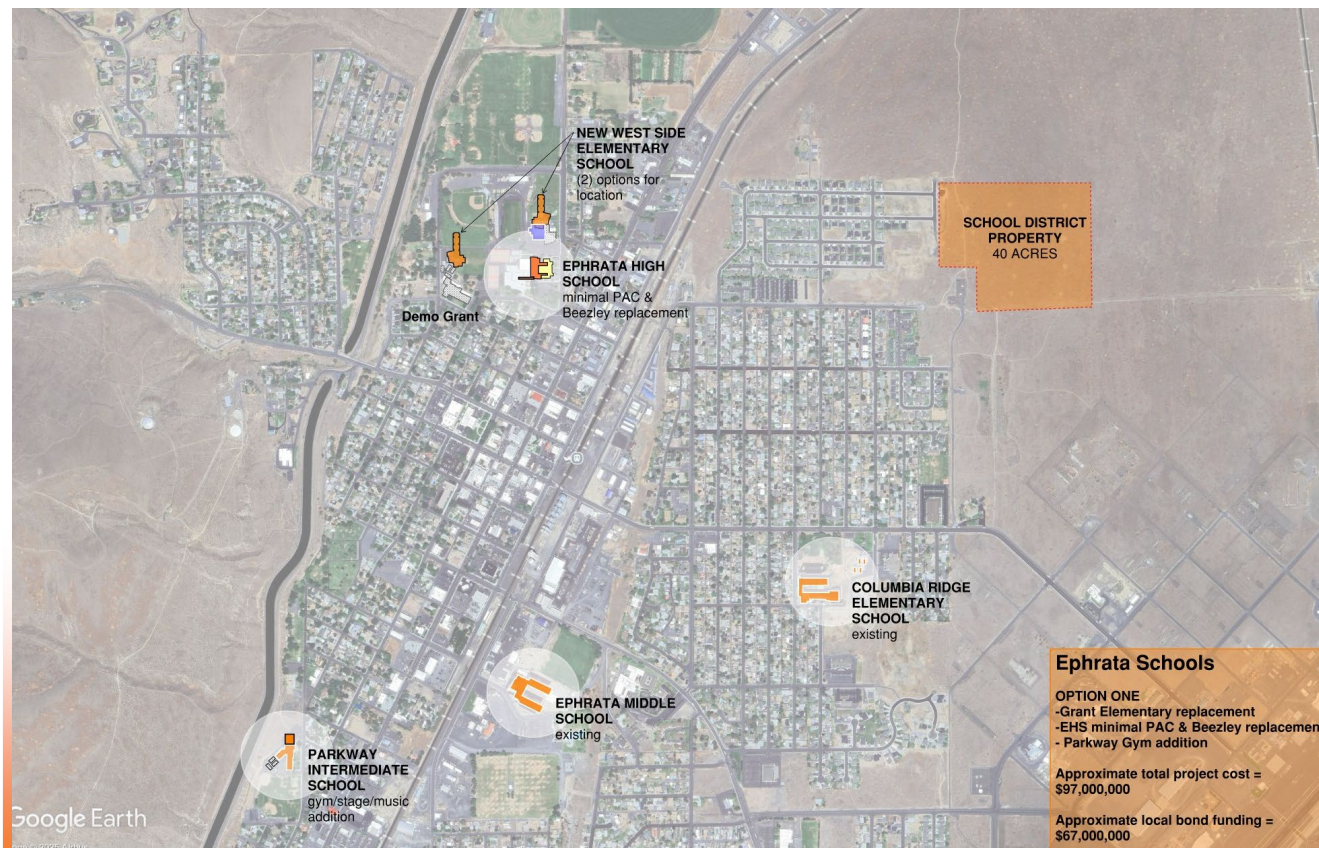 NEW WEST SIDE
ELEMENTARY
SCHOOL
(2) options for
location
SCHOOL DISTRICT
PROPERTY
40 ACRES
EPHRATA HIGH
SCHOOL
minimal PAC &
Beezley replacement
Demo Grant
COLUMBIA RIDGE
ELEMENTARY
SCHOOL
existing
EPHRATA MIDDLE
SCHOOL
existing
PARKWAY
INTERMEDIATE
SCHOOL
gym/stage/music
addition
Ephrata Schools
OPTION ONE
-Grant Elementary replacement
-EHS minimal PAC & Beezley replacemen
- Parkway Gym addition
Approximate total project cost =
$97,000,000
Approximate local bond funding =
$67,000,000
Google Earth